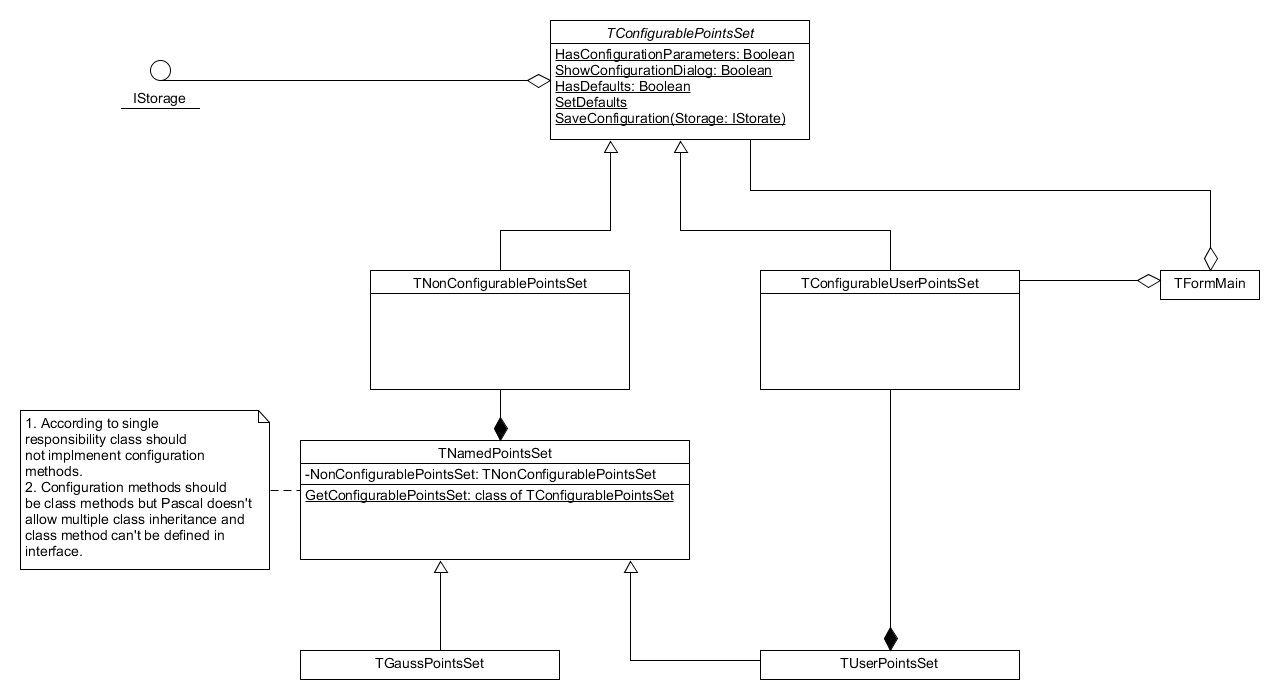 TConfigurablePointsSet
HasConfigurationParameters: Boolean
ShowConfigurationDialog: Boolean
HasDefaults: Boolean
SetDefaults
SaveConfiguration(Storage: IStorate)
IStorage
TNonConfigurablePointsSet
TConfigurableUserPointsSet
TFormMain
1. According to single
responsibility class should
not implmenent configuration
methods.
2. Configuration methods should
be class methods but Pascal doesn't
allow multiple class inheritance and
class method can't be defined in
interface.
TNamedPointsSet
-NonConfigurablePointsSet: TNonConfigurablePointsSet
GetConfigurablePointsSet: class of TConfigurablePointsSet
TGaussPointsSet
TUserPointsSet